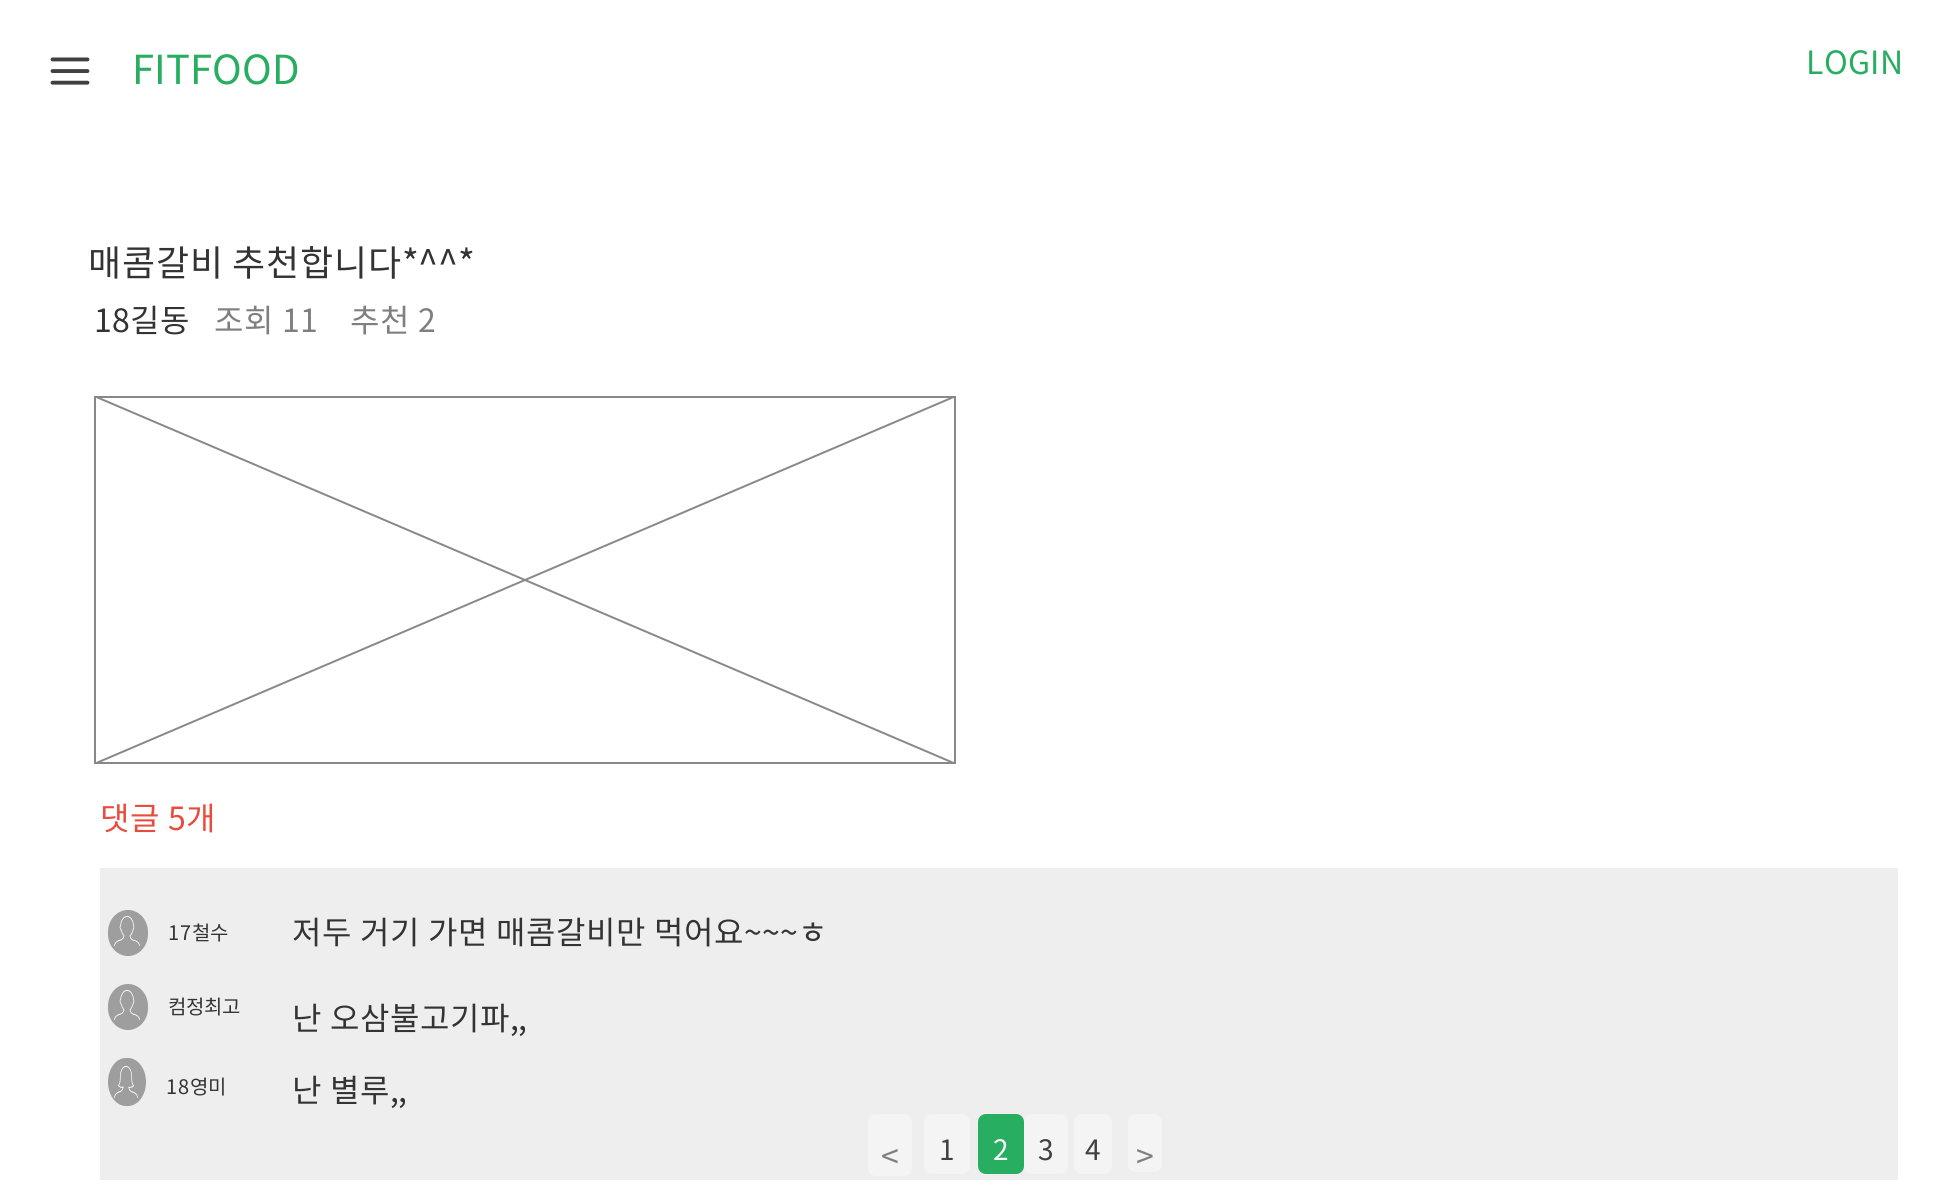 FITFOOD
LOGIN
매콤갈비 추천합니다*^^*
18길동 조회 11 추천 2
댓글 5개
17철수 저두 거기 가면 매콤갈비만 먹어요~~~ㅎ
컴정최고 난 오삼불고기파,,
18영미 난 별루,,
< 1 2 3 4 >